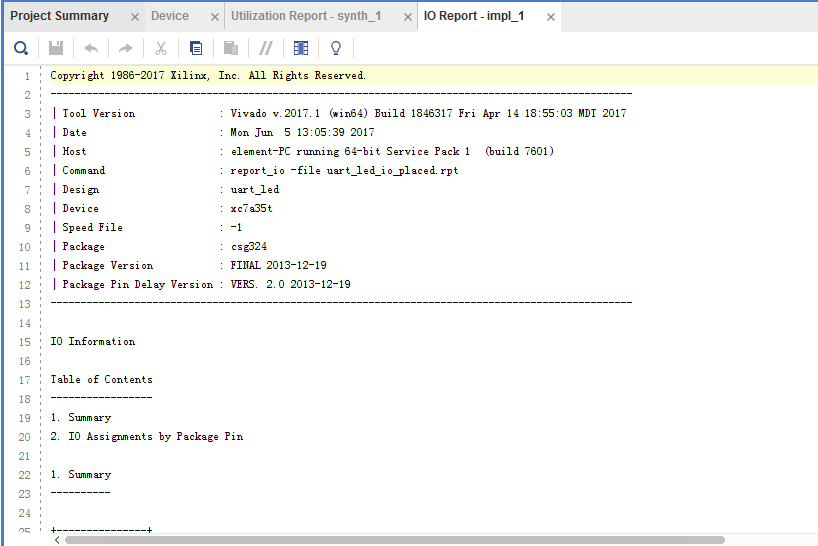 Project Summary × Device × Utilization Report - synth_1 × IO Report - impl_1 ×
1 Copyright 1986-2017 Xilinx, Inc. All Rights Reserved.
2 -------------------------------------------------------------------------------------------------
3 | Tool Version : Vivado v.2017.1 (win64) Build 1846317 Fri Apr 14 18:55:03 MDT 2017
4 | Date : Mon Jun  5 13:05:39 2017
5 | Host : element-PC running 64-bit Service Pack 1  (build 7601)
6 | Command : report_io -file uart_led_io_placed.rpt
7 | Design : uart_led
8 | Device : xc7a35t
9 | Speed File : -1
10 | Package : csg324
11 | Package Version : FINAL 2013-12-19
12 | Package Pin Delay Version : VERS. 2.0 2013-12-19
13 -------------------------------------------------------------------------------------------------
14
15 IO Information
16
17 Table of Contents
18 -----------------
19 1. Summary
20 2. IO Assignments by Package Pin
21
22 1. Summary
23 ----------
24
25 +---------------+